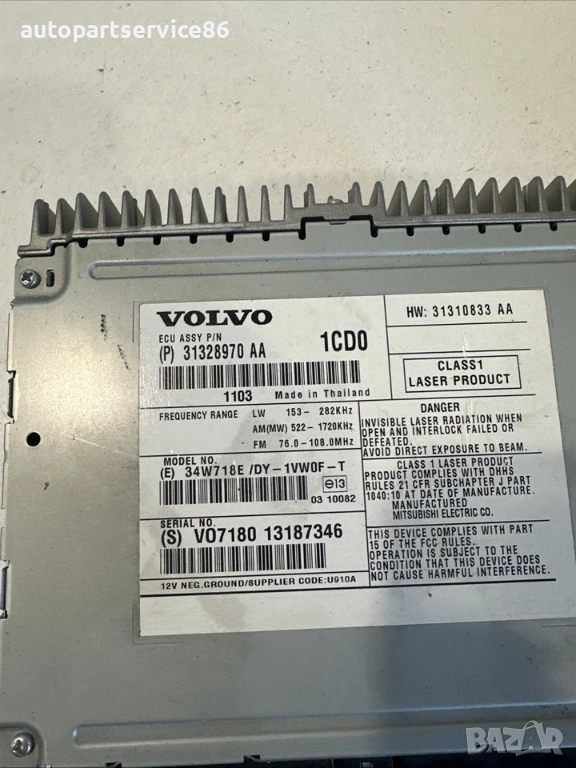 autopartservice86
VOLVO
ECU ASSY P/N
(P) 31328970 AA 1CD0
1103 Made in Thailand
FREQUENCY RANGE LW 153- 282KHz
AM(MW) 522-1720KHz
FM 76.0-108.0MHz
MODEL NO.
(E) 34W718E /DY-1VW0F-T
e13
03 10082
SERIAL NO.
(S) VO7180 13187346
12V NEG.GROUND/SUPPLIER CODE:U910A
HW: 31310833 AA
CLASS1
LASER PRODUCT
DANGER
INVISIBLE LASER RADIATION WHEN
OPEN AND INTERLOCK FAILED OR
DEFEATED.
AVOID DIRECT EXPOSURE TO BEAM.
CLASS 1 LASER PRODUCT
PRODUCT COMPLIES WITH DHHS
RULES 21 CFR SUBCHAPTER J PART
1040:10 AT DATE OF MANUFACTURE.
MANUFACTURED
MITSUBISHI ELECTRIC CO.
THIS DEVICE COMPLIES WITH PART
15 OF THE FCC RULES.
OPERATION IS SUBJECT TO THE
CONDITION THAT THIS DEVICE DOES
NOT CAUSE HARMFUL INTERFERENCE.
BAZAR